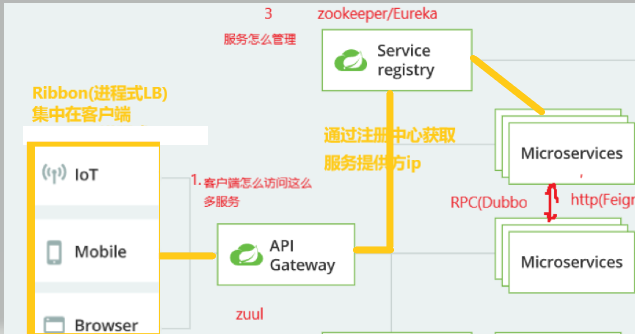 3
zookeeper/Eureka
服务怎么管理
Service
registry
Ribbon(进程式LB)
集中在客户端
通过注册中心获取
服务提供方ip
Microservices
IoT
1.客户端怎么访问这么
多服务
RPC(Dubbo
http(Feign
Mobile
API
Gateway
Microservices
zuul
Browser